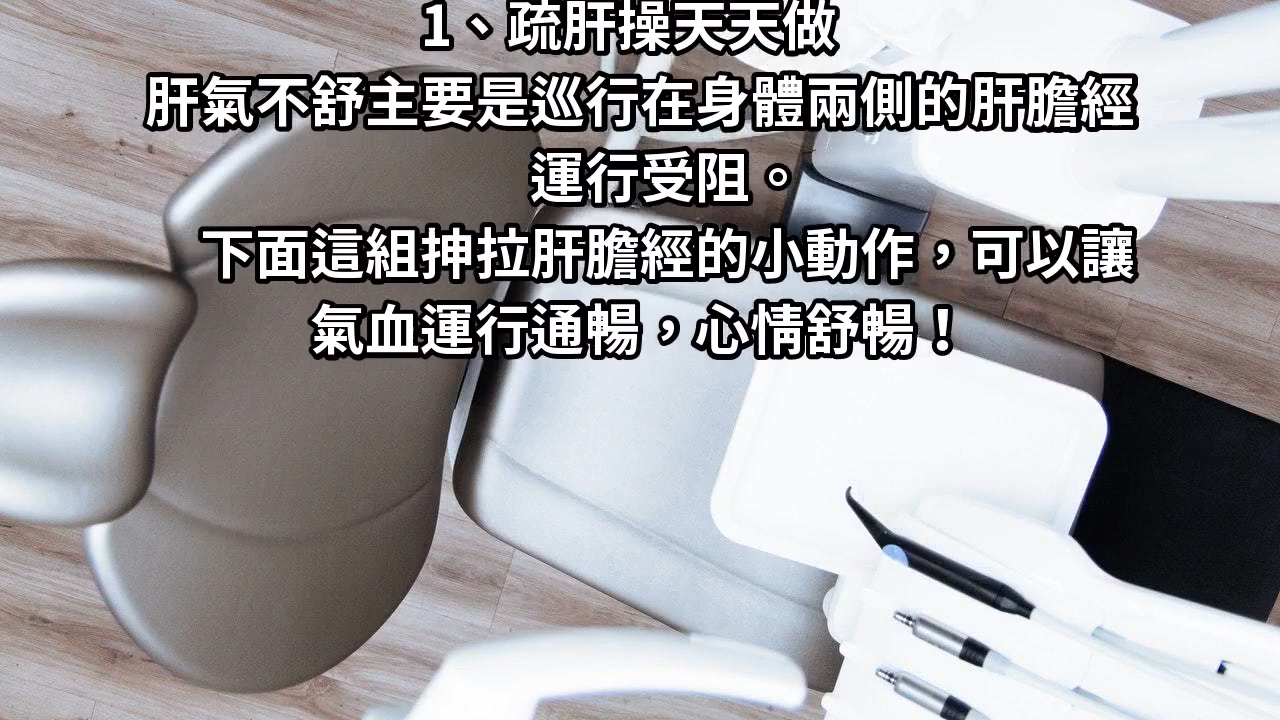 1、疏肝操天天做
肝氣不舒主要是巡行在身體兩側的肝膽經
運行受阻。
下面這組抻拉肝膽經的小動作，可以讓
氣血運行通暢，心情舒暢！